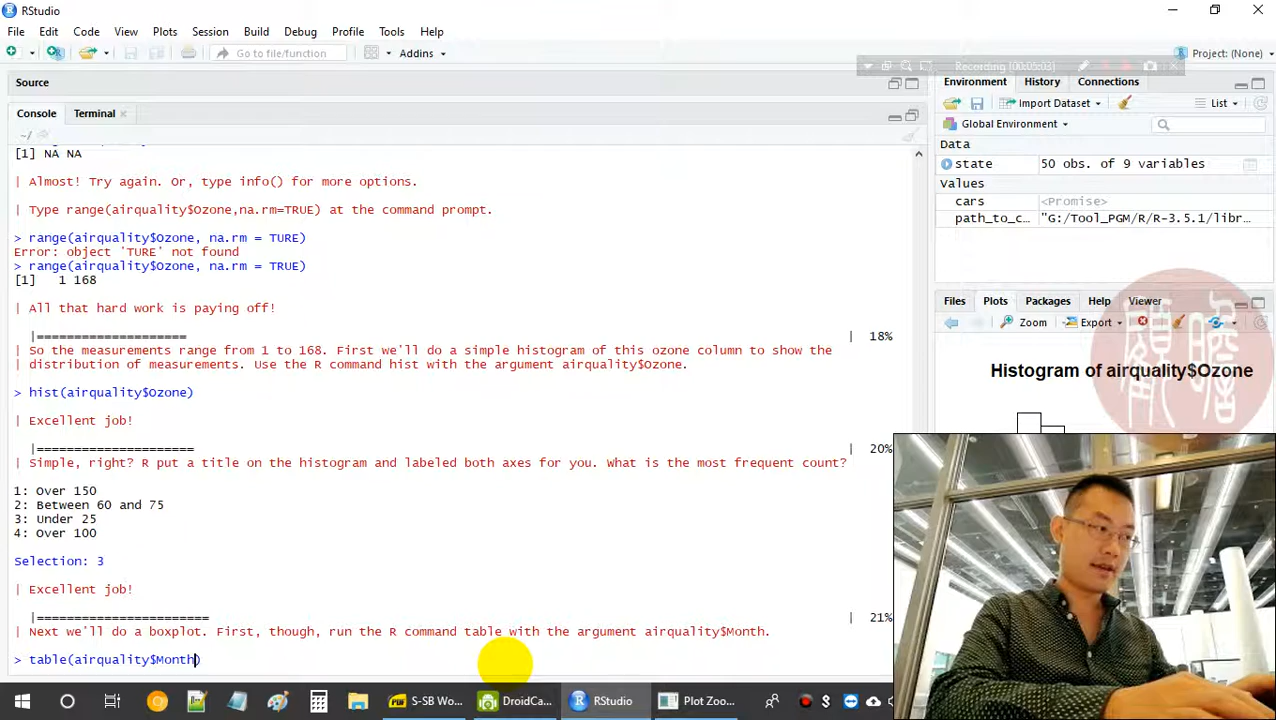 RStudio
File Edit Code View Plots Session Build Debug Profile Tools Help
Go to file/function
Addins
Project: (None)
Recording (00:05:03)
Source
Environment History Connections
Console Terminal
Import Dataset
List
~/
Global Environment
[1] NA NA
Data
state 50 obs. of 9 variables
| Almost! Try again. Or, type info() for more options.
Values
cars <Promise>
| Type range(airquality$Ozone,na.rm=TRUE) at the command prompt.
path_to_c… "G:/Tool_PGM/R/R-3.5.1/libr…
> range(airquality$Ozone, na.rm = TURE)
Error: object 'TURE' not found
> range(airquality$Ozone, na.rm = TRUE)
[1]   1 168
Files Plots Packages Help Viewer
| All that hard work is paying off!
Zoom Export
|===================== | 18%
| So the measurements range from 1 to 168. First we'll do a simple histogram of this ozone column to show the
| distribution of measurements. Use the R command hist with the argument airquality$Ozone.
Histogram of airquality$Ozone
> hist(airquality$Ozone)
| Excellent job!
|====================== | 20%
| Simple, right? R put a title on the histogram and labeled both axes for you. What is the most frequent count?
1: Over 150
2: Between 60 and 75
3: Under 25
4: Over 100
Selection: 3
| Excellent job!
|======================== | 21%
| Next we'll do a boxplot. First, though, run the R command table with the argument airquality$Month.
> table(airquality$Month)
S-SB Wo...
DroidCa...
RStudio
Plot Zoo...